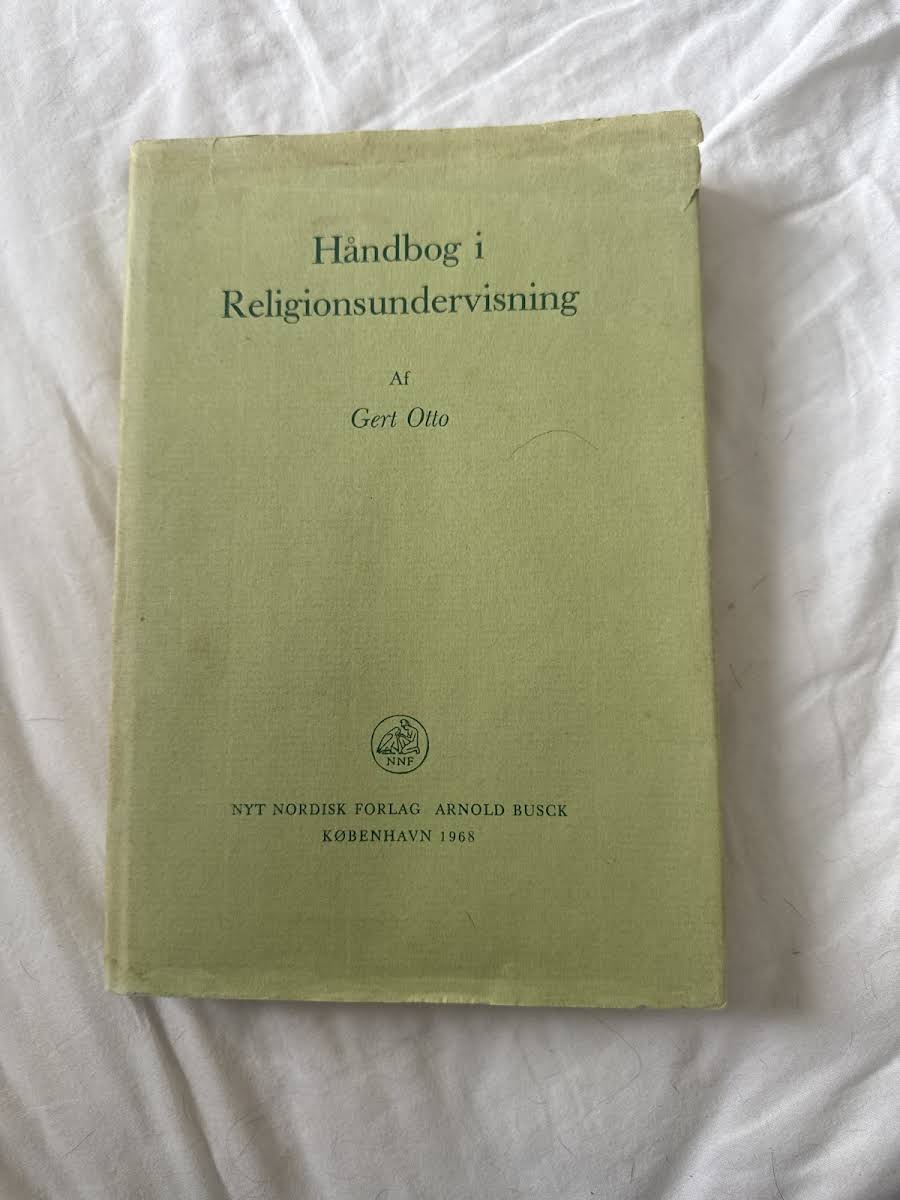 Håndbog i
Religionsundervisning
Af
Gert Otto
NNF
NYT NORDISK FORLAG ARNOLD BUSCK
KØBENHAVN 1968